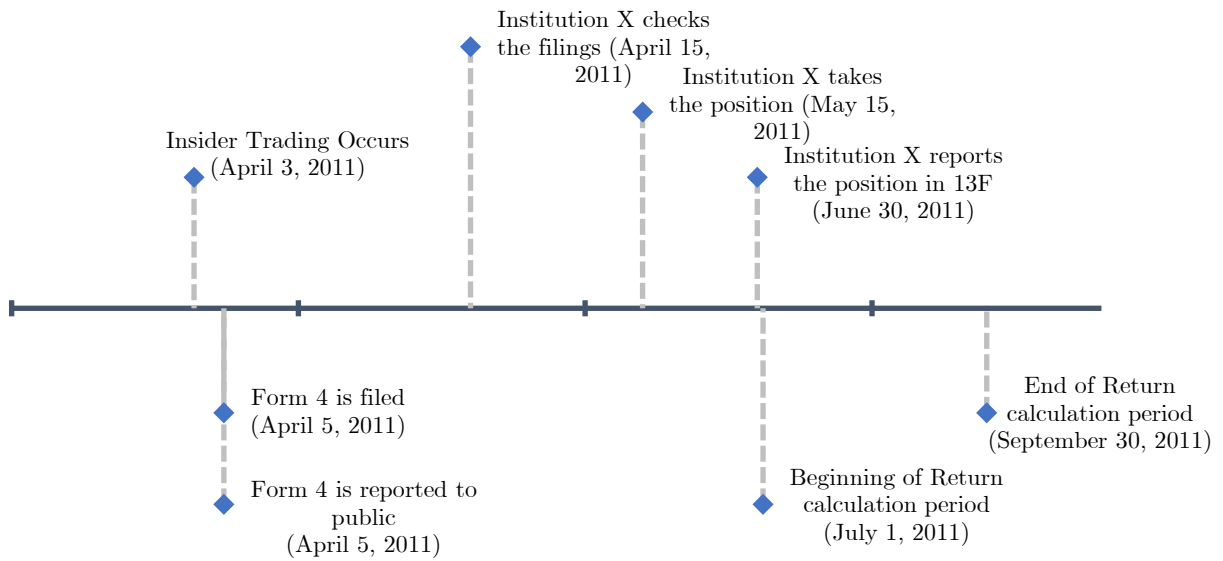 Institution X checks
the filings (April 15,
2011)
Institution X takes
the position (May 15,
2011)
Insider Trading Occurs
(April 3, 2011)
Institution X reports
the position in 13F
(June 30, 2011)
Form 4 is filed
(April 5, 2011)
End of Return
calculation period
(September 30, 2011)
Form 4 is reported to
public
(April 5, 2011)
Beginning of Return
calculation period
(July 1, 2011)